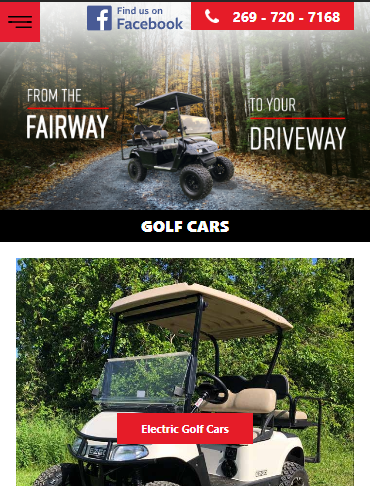 Find us on
Facebook
269 - 720 - 7168
FROM THE
FAIRWAY
TO YOUR
DRIVEWAY
GOLF CARS
Electric Golf Cars